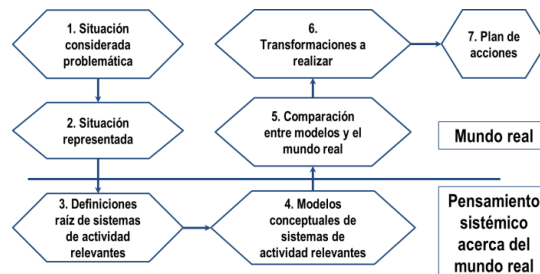 1. Situación
considerada
problemática
6.
Transformaciones a
realizar
7. Plan de
acciones
2. Situación
representada
5. Comparación
entre modelos y el
mundo real
Mundo real
3. Definiciones
raíz de sistemas
de actividad
relevantes
4. Modelos
conceptuales de
sistemas de
actividad relevantes
Pensamiento
sistémico
acerca del
mundo real